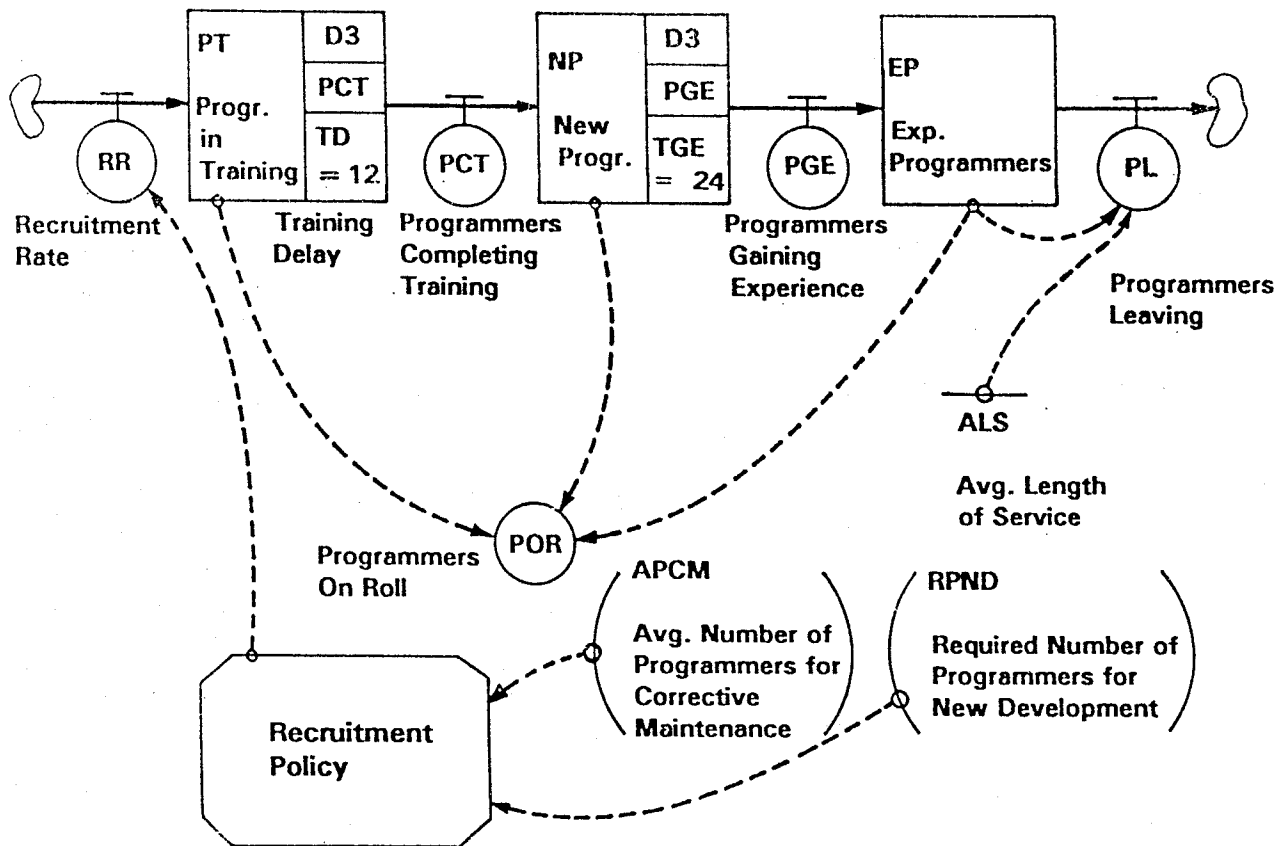 PT
Progr.
in
Training
D3
PCT
TD
= 12
NP
New
Progr.
D3
PGE
TGE
= 24
EP
Exp.
Programmers
RR
PCT
PGE
PL
Recruitment
Rate
Training
Delay
Programmers
Completing
Training
Programmers
Gaining
Experience
Programmers
Leaving
ALS
Avg. Length
of Service
POR
Programmers
On Roll
APCM
Avg. Number of
Programmers for
Corrective
Maintenance
RPND
Required Number of
Programmers for
New Development
Recruitment
Policy